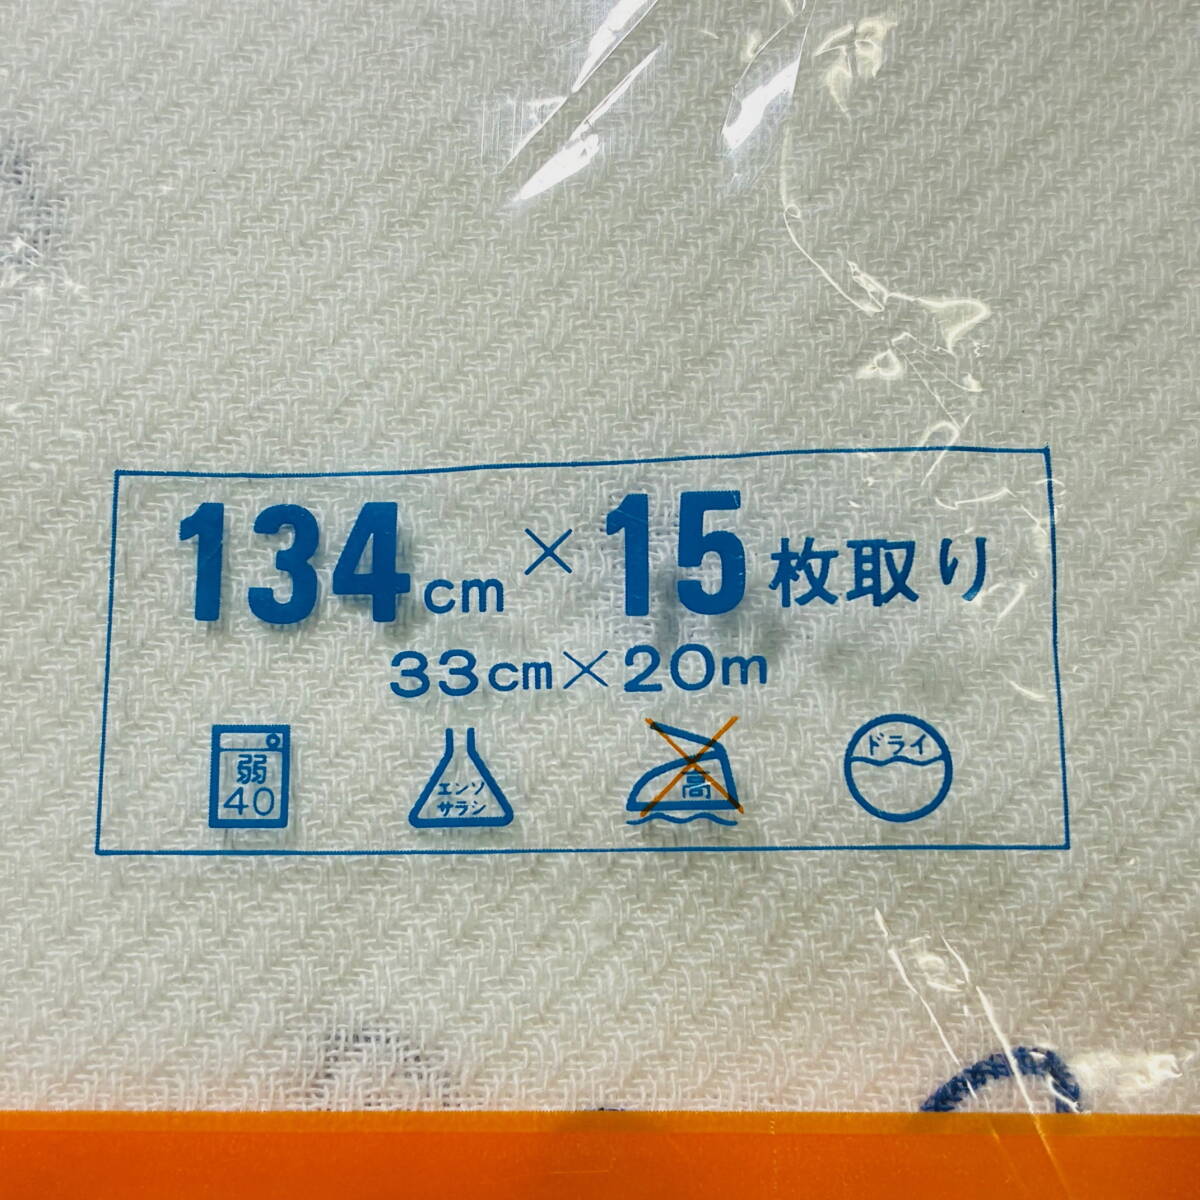 134cm×15枚取り
33cm×20m
弱
40
エンソ
サラシ
高
ドライ